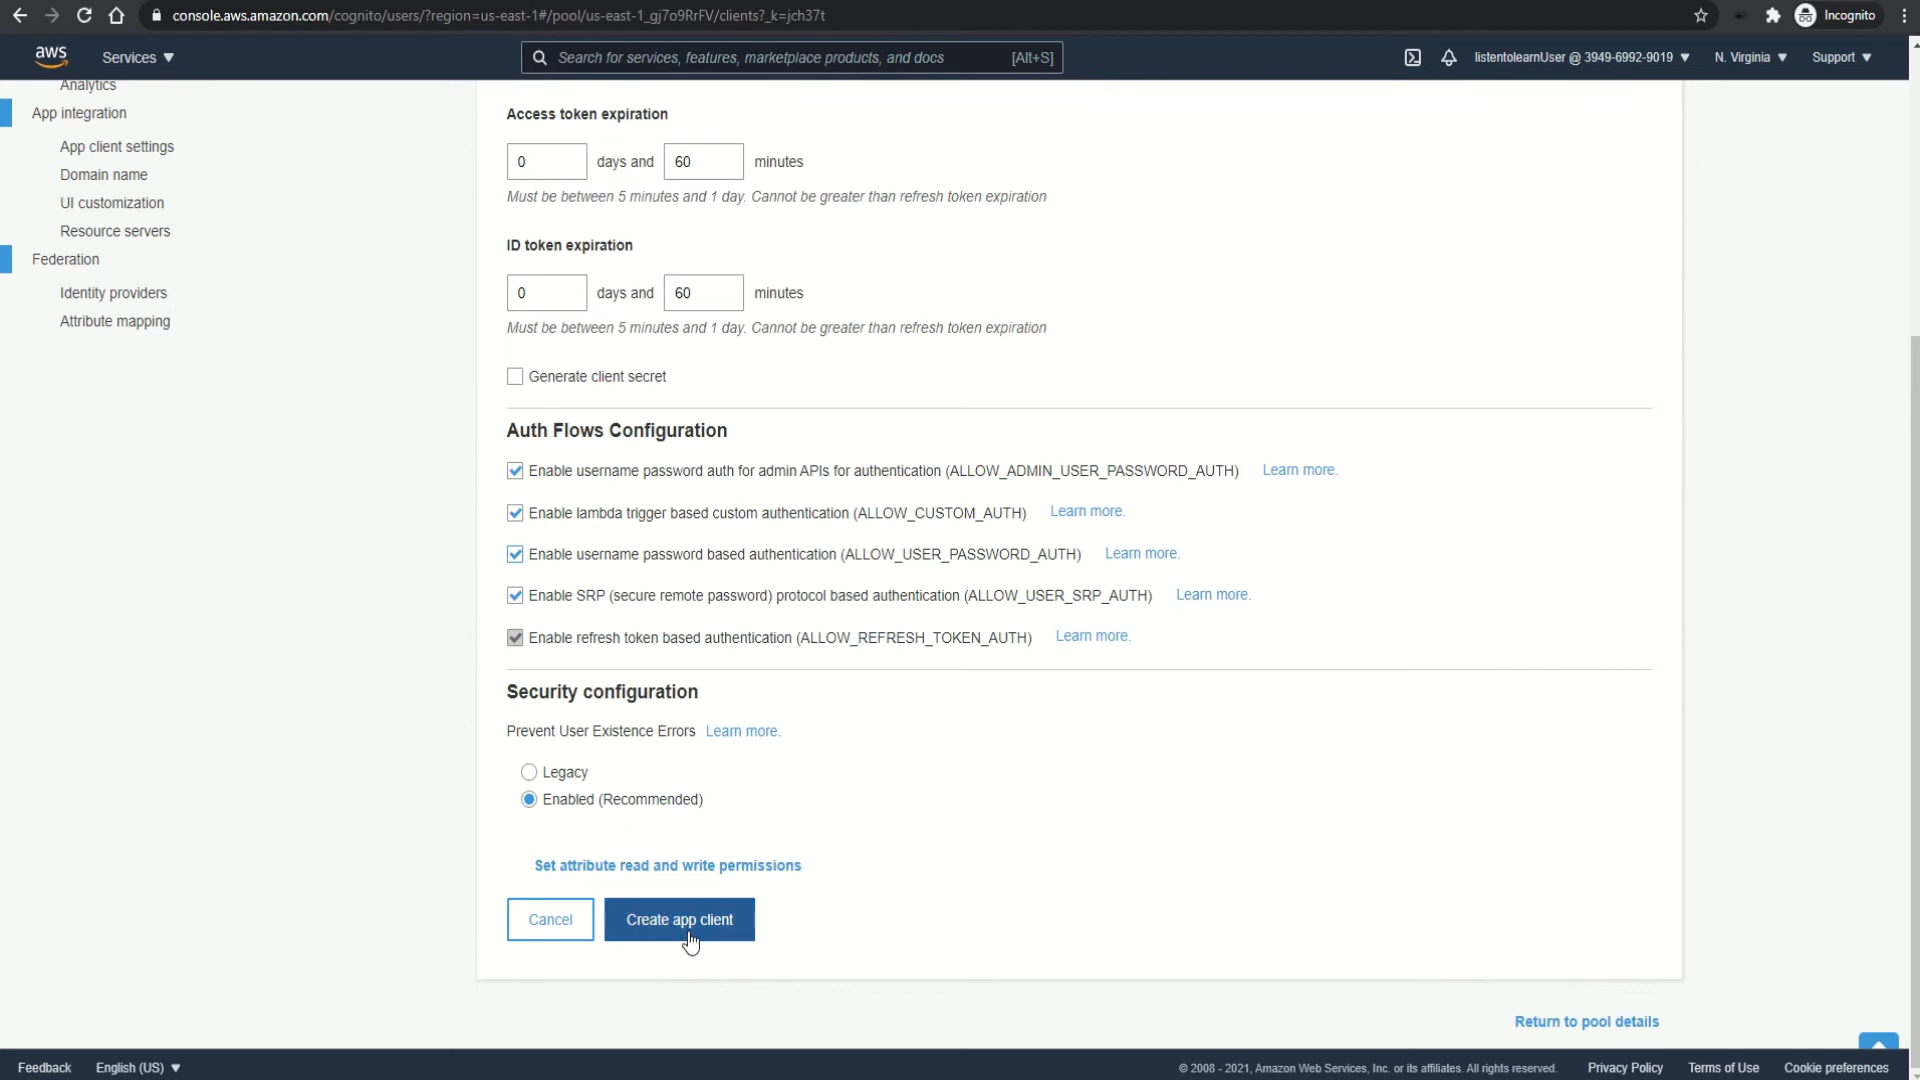 console.aws.amazon.com/cognito/users/?region=us-east-1#/pool/us-east-1_gj7o9RrFV/clients?_k=jch37t
Incognito
aws
Services
Search for services, features, marketplace products, and docs
[Alt+S]
listentolearnUser @ 3949-6992-9019
N. Virginia
Support
Analytics
App integration
App client settings
Domain name
UI customization
Resource servers
Federation
Identity providers
Attribute mapping
Access token expiration
0 days and 60 minutes
Must be between 5 minutes and 1 day. Cannot be greater than refresh token expiration
ID token expiration
0 days and 60 minutes
Must be between 5 minutes and 1 day. Cannot be greater than refresh token expiration
Generate client secret
Auth Flows Configuration
Enable username password auth for admin APIs for authentication (ALLOW_ADMIN_USER_PASSWORD_AUTH) Learn more.
Enable lambda trigger based custom authentication (ALLOW_CUSTOM_AUTH) Learn more.
Enable username password based authentication (ALLOW_USER_PASSWORD_AUTH) Learn more.
Enable SRP (secure remote password) protocol based authentication (ALLOW_USER_SRP_AUTH) Learn more.
Enable refresh token based authentication (ALLOW_REFRESH_TOKEN_AUTH) Learn more.
Security configuration
Prevent User Existence Errors Learn more.
Legacy
Enabled (Recommended)
Set attribute read and write permissions
Cancel
Create app client
Return to pool details
Feedback
English (US)
© 2008 - 2021, Amazon Web Services, Inc. or its affiliates. All rights reserved.
Privacy Policy
Terms of Use
Cookie preferences